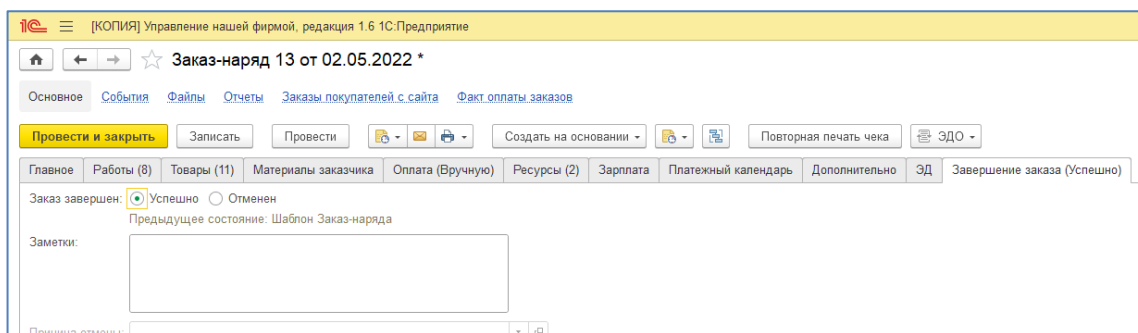 1С [КОПИЯ] Управление нашей фирмой, редакция 1.6 1С:Предприятие
Заказ-наряд 13 от 02.05.2022 *
Основное События Файлы Отчеты Заказы покупателей с сайта Факт оплаты заказов
Провести и закрыть Записать Провести Создать на основании Повторная печать чека ЭДО
Главное Работы (8) Товары (11) Материалы заказчика Оплата (Вручную) Ресурсы (2) Зарплата Платежный календарь Дополнительно ЭД Завершение заказа (Успешно)
Заказ завершен: Успешно Отменен
Предыдущее состояние: Шаблон Заказ-наряда
Заметки:
Причина отмены: